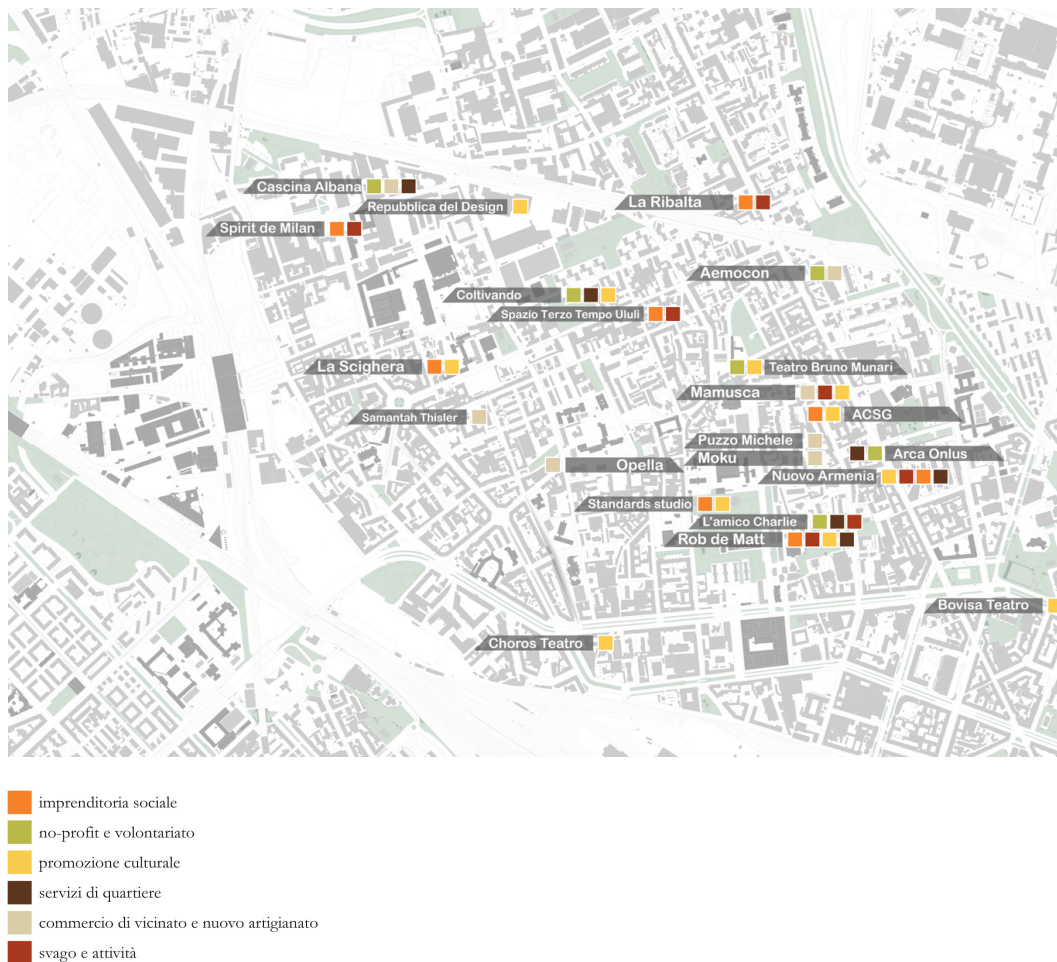 Cascina Albana
Repubblica del Design
La Ribalta
Spirit de Milan
Aemocon
Coltivando
Spazio Terzo Tempo Ululi
La Scighera
Teatro Bruno Munari
Mamusca
Samantah Thisler
ACSG
Puzzo Michele
Arca Onlus
Moku
Opella
Nuovo Armenia
Standards studio
L'amico Charlie
Rob de Matt
Bovisa Teatro
Choros Teatro
imprenditoria sociale
no-profit e volontariato
promozione culturale
servizi di quartiere
commercio di vicinato e nuovo artigianato
svago e attività